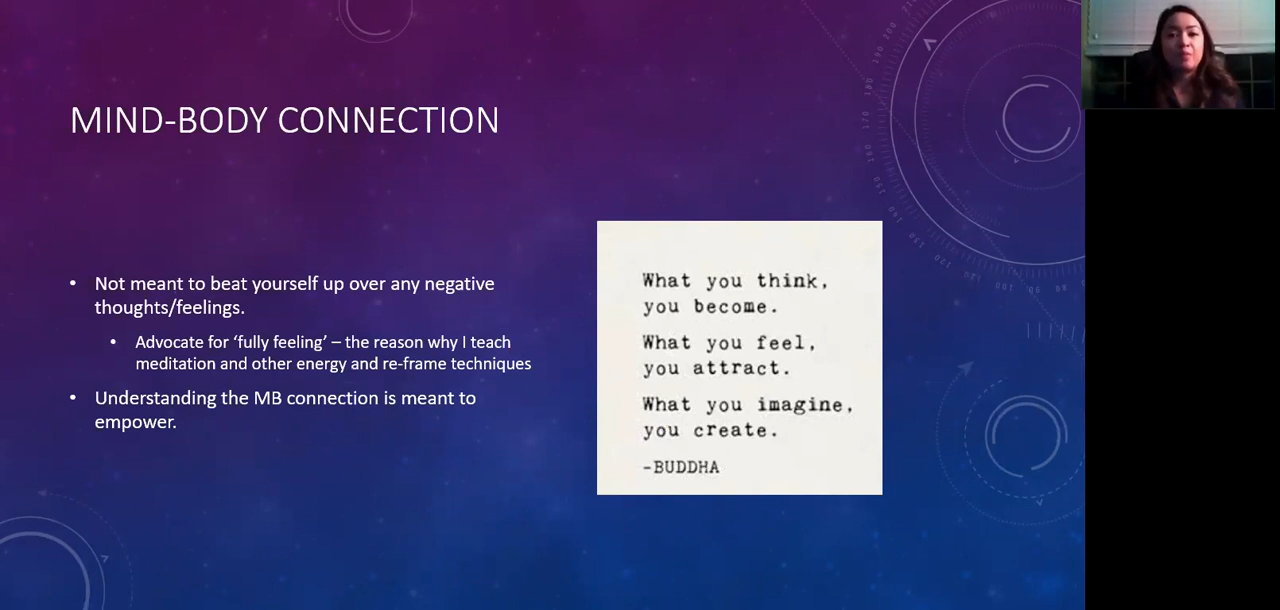 MIND-BODY CONNECTION
• Not meant to beat yourself up over any negative
thoughts/feelings.
• Advocate for ‘fully feeling’ – the reason why I teach
meditation and other energy and re-frame techniques
• Understanding the MB connection is meant to
empower.
What you think,
you become.
What you feel,
you attract.
What you imagine,
you create.
-BUDDHA